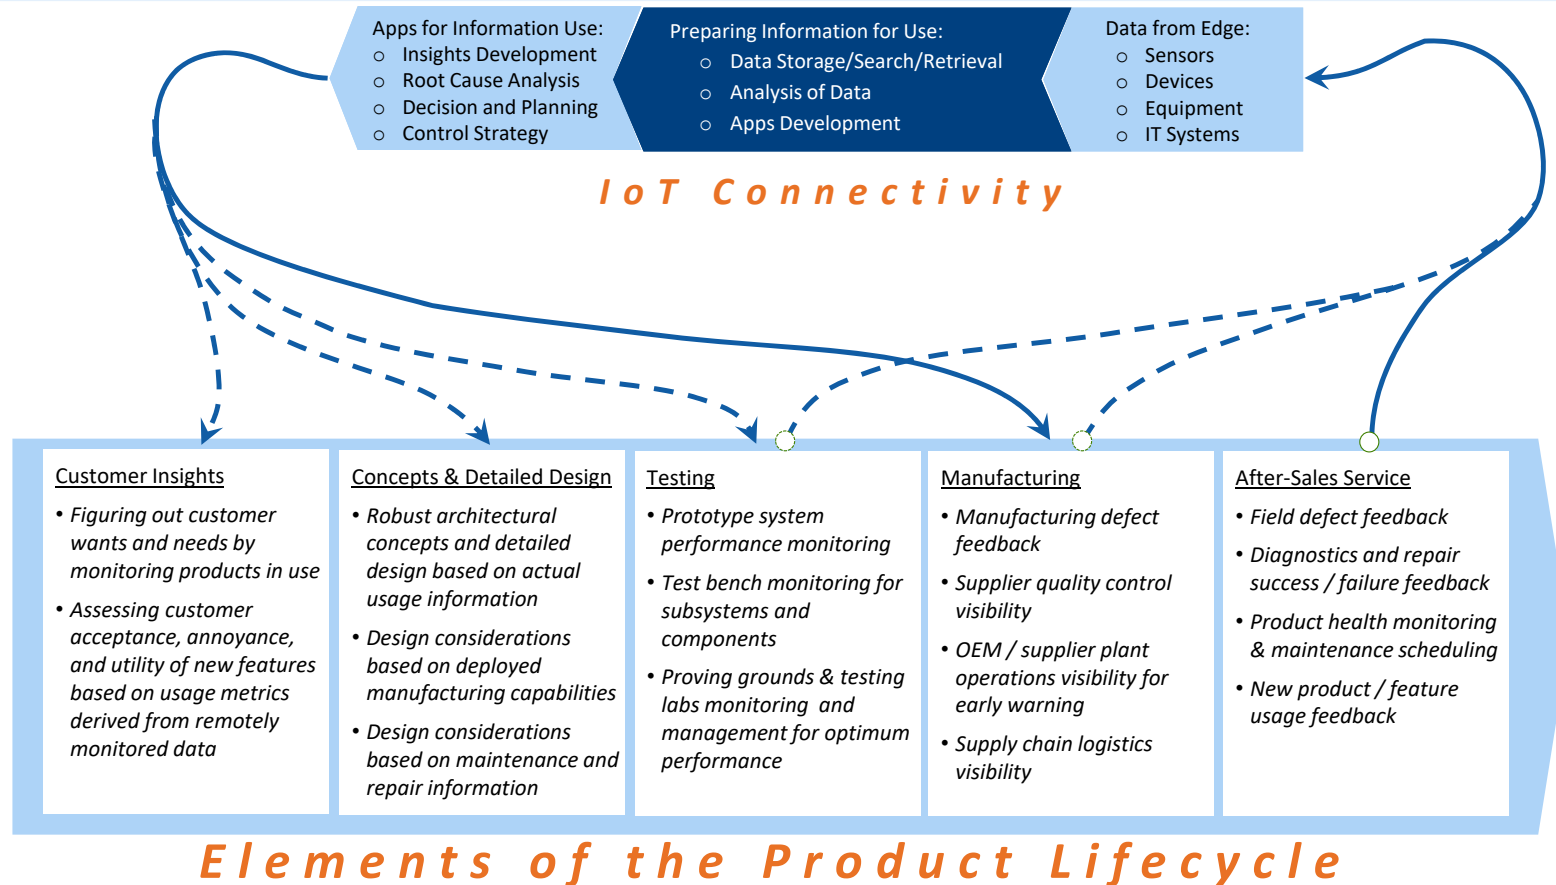 Apps for Information Use:
o Insights Development
o Root Cause Analysis
o Decision and Planning
o Control Strategy
Preparing Information for Use:
o Data Storage/Search/Retrieval
o Analysis of Data
o Apps Development
Data from Edge:
o Sensors
o Devices
o Equipment
o IT Systems
IoT Connectivity
Customer Insights
• Figuring out customer
wants and needs by
monitoring products in use
• Assessing customer
acceptance, annoyance,
and utility of new features
based on usage metrics
derived from remotely
monitored data
Concepts & Detailed Design
• Robust architectural
concepts and detailed
design based on actual
usage information
• Design considerations
based on deployed
manufacturing capabilities
• Design considerations
based on maintenance and
repair information
Testing
• Prototype system
performance monitoring
• Test bench monitoring for
subsystems and
components
• Proving grounds & testing
labs monitoring and
management for optimum
performance
Manufacturing
• Manufacturing defect
feedback
• Supplier quality control
visibility
• OEM / supplier plant
operations visibility for
early warning
• Supply chain logistics
visibility
After-Sales Service
• Field defect feedback
• Diagnostics and repair
success / failure feedback
• Product health monitoring
& maintenance scheduling
• New product / feature
usage feedback
Elements of the Product Lifecycle